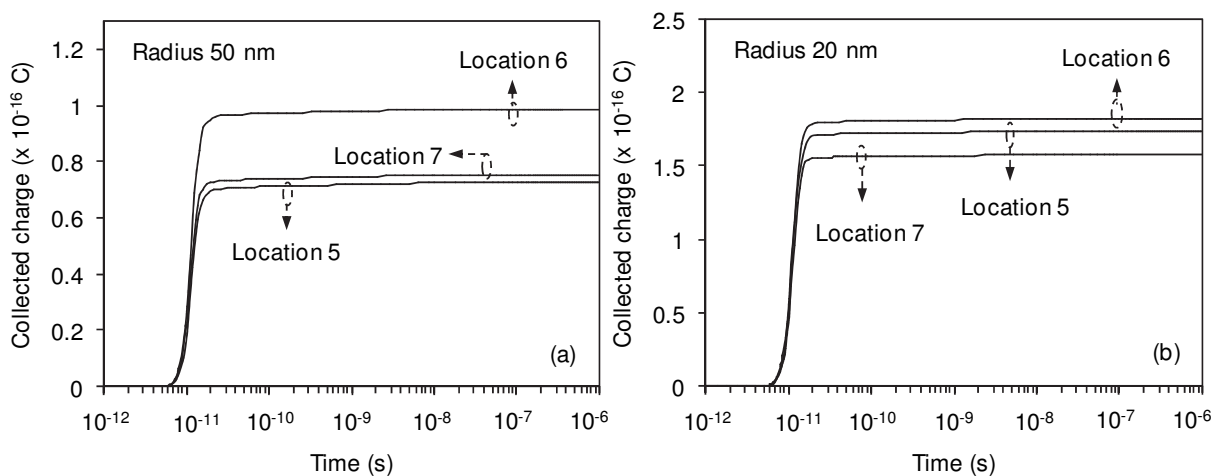 Radius 50 nm
Location 6
Location 7
Location 5
(a)
Collected charge (x 10-16 C)
1.2
1
0.8
0.6
0.4
0.2
0
10-12
10-11
10-10
10-9
10-8
10-7
10-6
Time (s)
Radius 20 nm
Location 6
Location 5
Location 7
(b)
Collected charge (x 10-16 C)
2.5
2
1.5
1
0.5
0
10-12
10-11
10-10
10-9
10-8
10-7
10-6
Time (s)